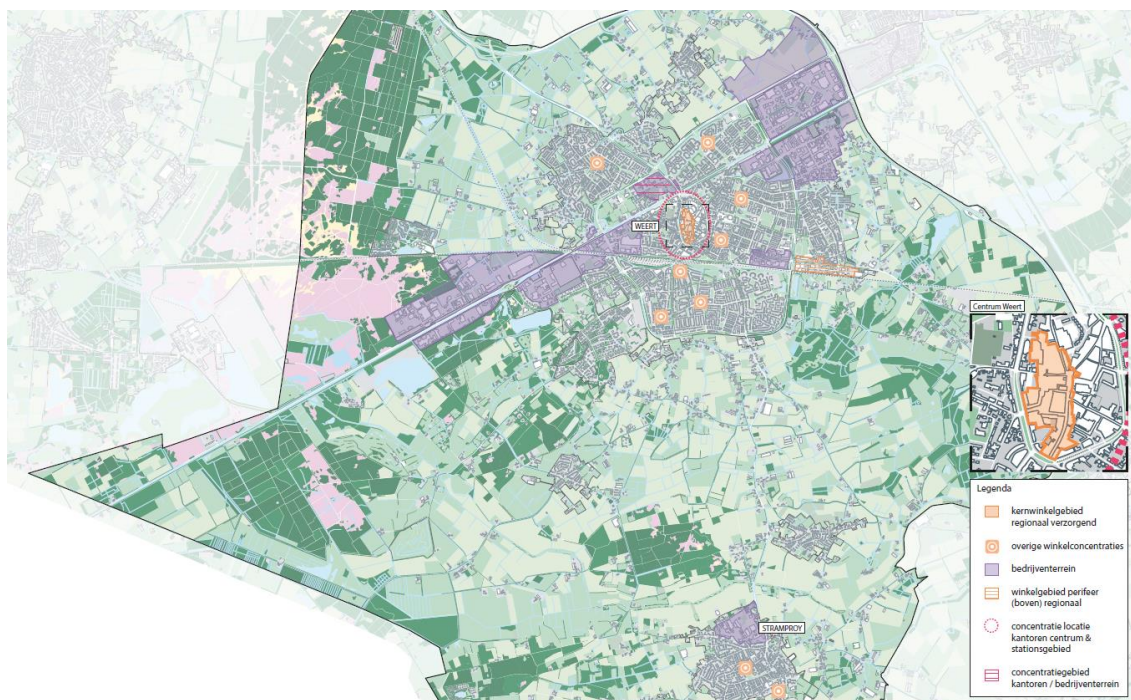 WEERT
Centrum Weert
STRAMPROY
Legenda
kernwinkelgebied
regionaal verzorgend
overige winkelconcentraties
bedrijventerrein
winkelgebied perifeer
(boven) regionaal
concentratie locatie
kantoren centrum &
stationsgebied
concentratiegebied
kantoren / bedrijventerrein